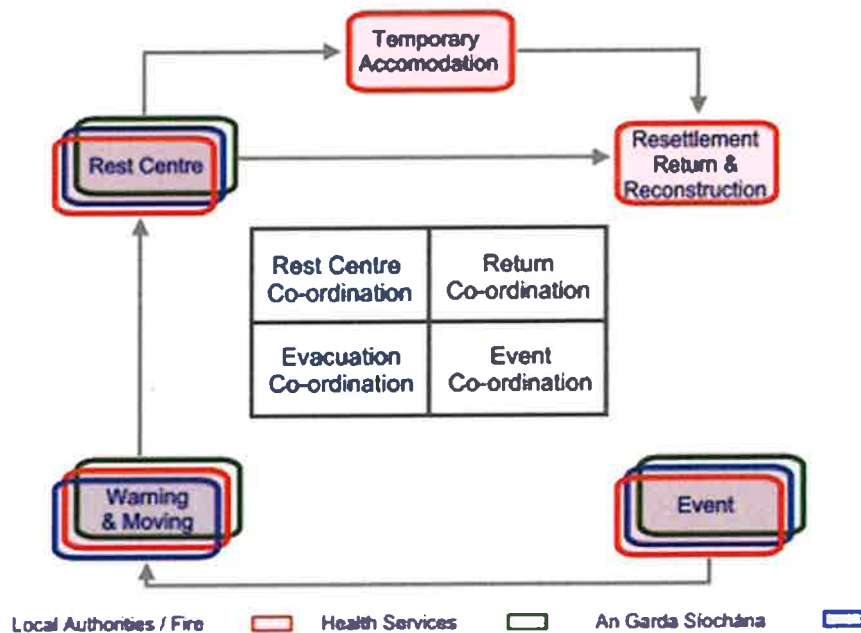 Temporary
Accomodation
Rest Centre
Resettlement
Return &
Reconstruction
Rest Centre
Co-ordination
Return
Co-ordination
Evacuation
Co-ordination
Event
Co-ordination
Warning
& Moving
Event
Local Authorities / Fire
Health Services
An Garda Síochána